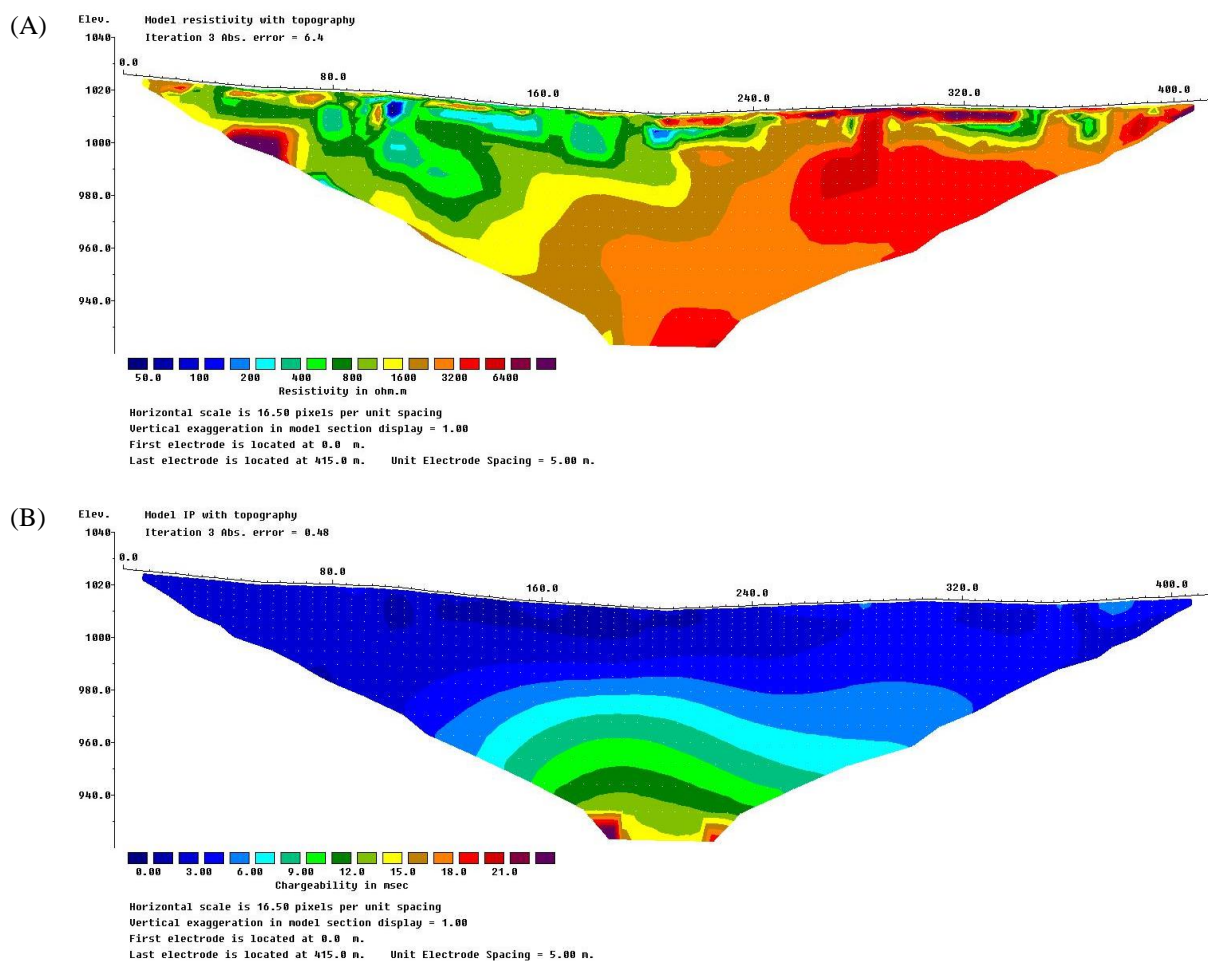 (A)
Elev. Model resistivity with topography
1040 Iteration 3 Abs. error = 6.4
0.0
1020 80.0 160.0 240.0 320.0 400.0
1000
980.0
960.0
940.0
50.0 100 200 400 800 1600 3200 6400
Resistivity in ohm.m
Horizontal scale is 16.50 pixels per unit spacing
Vertical exaggeration in model section display = 1.00
First electrode is located at 0.0 m.
Last electrode is located at 415.0 m. Unit Electrode Spacing = 5.00 m.
(B)
Elev. Model IP with topography
1040 Iteration 3 Abs. error = 0.48
0.0
1020 80.0 160.0 240.0 320.0 400.0
1000
980.0
960.0
940.0
0.00 3.00 6.00 9.00 12.0 15.0 18.0 21.0
Chargeability in msec
Horizontal scale is 16.50 pixels per unit spacing
Vertical exaggeration in model section display = 1.00
First electrode is located at 0.0 m.
Last electrode is located at 415.0 m. Unit Electrode Spacing = 5.00 m.